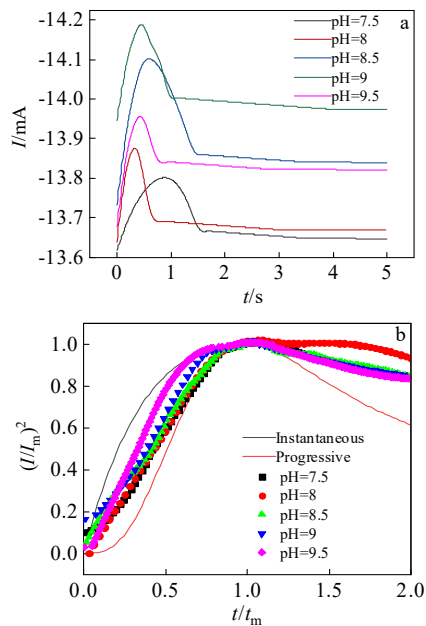 a
pH=7.5
pH=8
pH=8.5
pH=9
pH=9.5
-14.2
-14.1
-14.0
-13.9
-13.8
-13.7
-13.6
I/mA
0 1 2 3 4 5
t/s
b
1.0
0.8
0.6
0.4
0.2
0.0
(I/Im)²
Instantaneous
Progressive
pH=7.5
pH=8
pH=8.5
pH=9
pH=9.5
0.0 0.5 1.0 1.5 2.0
t/tm